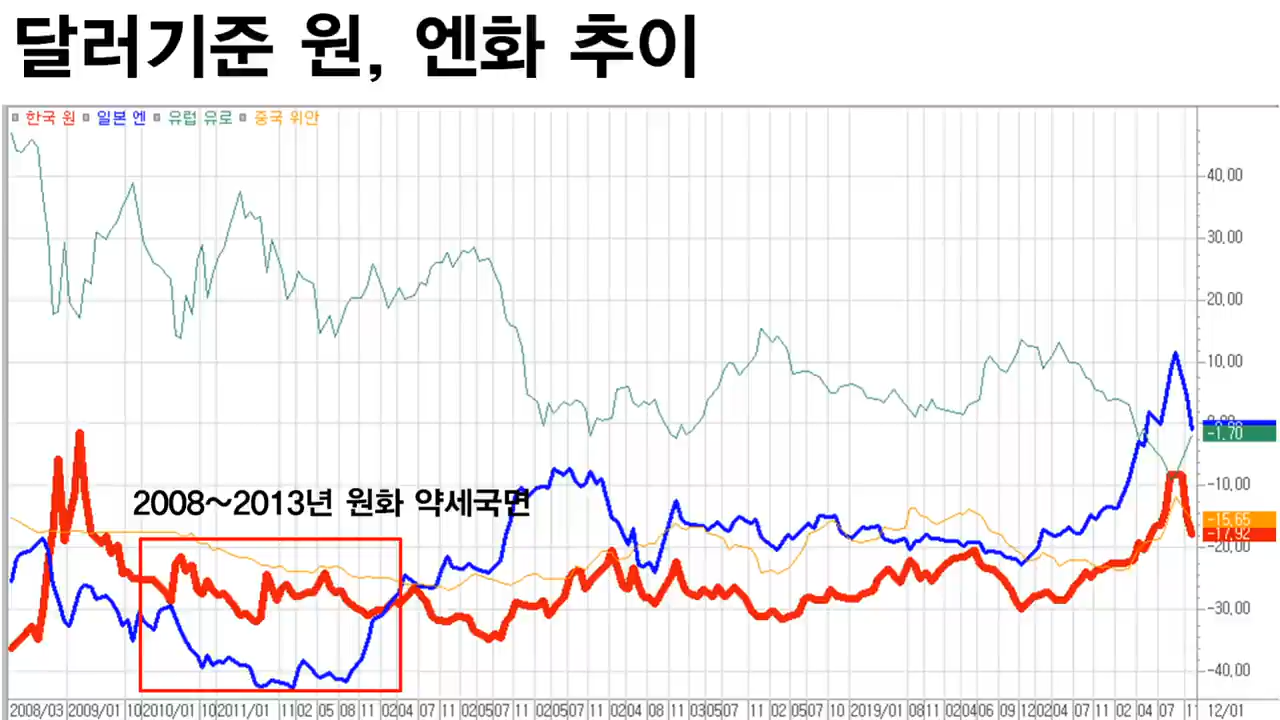 달러기준 원, 엔화 추이
한국 원 일본 엔 유럽 유로 중국 위안
40,00
30,00
20,00
10,00
-1.70
-10,00
-15,65
-17,92
-20,00
-30,00
-40,00
2008~2013년 원화 약세국면
2008/03 2009/01 10 2010/01 10 2011/01 11 02 05 08 11 02 04 07 11 02 05 07 11 02 05 07 11 02 04 08 11 03 05 07 11 02 05 07 10 2019/01 08 11 02 04 06 09 12 02 04 07 11 02 04 07 11 12/01